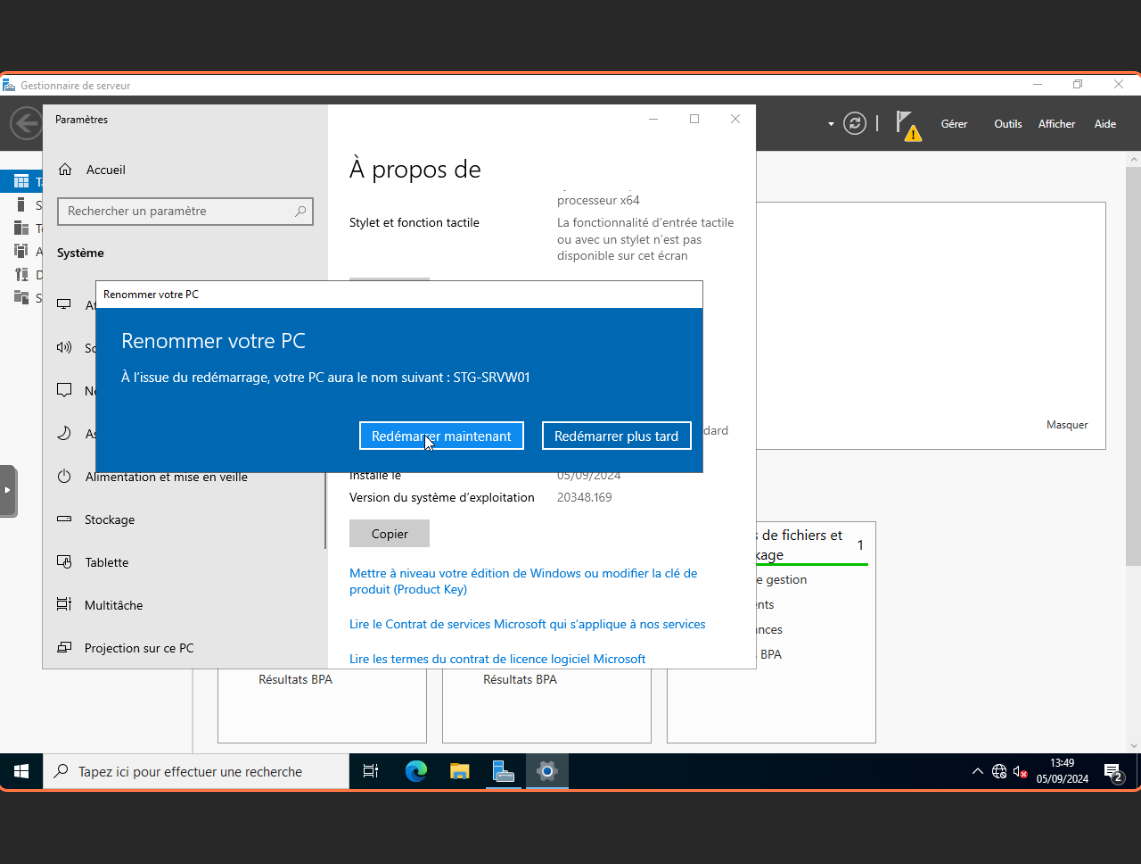 Gestionnaire de serveur
Gérer
Outils
Afficher
Aide
Paramètres
Accueil
Rechercher un paramètre
Système
Alimentation et mise en veille
Stockage
Tablette
Multitâche
Projection sur ce PC
À propos de
processeur x64
Stylet et fonction tactile
La fonctionnalité d'entrée tactile
ou avec un stylet n'est pas
disponible sur cet écran
Renommer votre PC
Renommer votre PC
À l'issue du redémarrage, votre PC aura le nom suivant : STG-SRVW01
Redémarrer maintenant
Redémarrer plus tard
dard
Installé le
05/09/2024
Version du système d'exploitation
20348.169
Copier
Mettre à niveau votre édition de Windows ou modifier la clé de
produit (Product Key)
Lire le Contrat de services Microsoft qui s'applique à nos services
Lire les termes du contrat de licence logiciel Microsoft
Masquer
de fichiers et
kage
1
e gestion
nts
nces
BPA
Résultats BPA
Résultats BPA
Tapez ici pour effectuer une recherche
13:49
05/09/2024
2